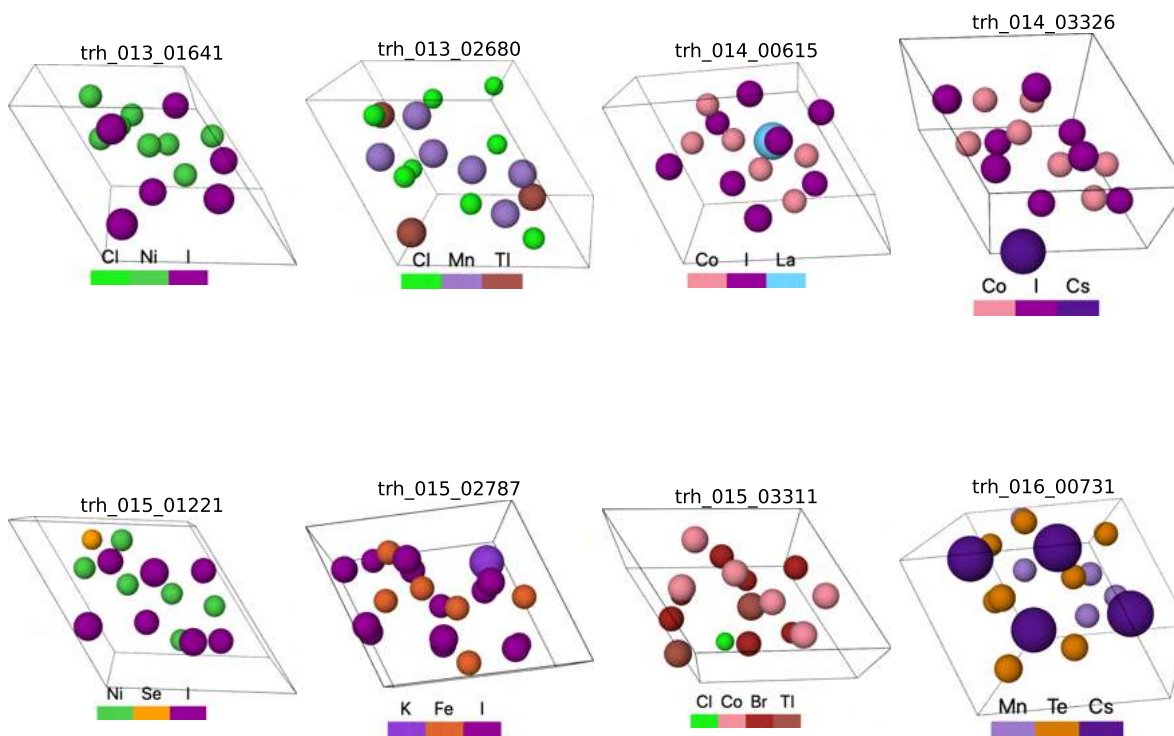 trh_013_01641
trh_013_02680
trh_014_00615
trh_014_03326
Cl Ni I
Cl Mn Tl
Co I La
Co I Cs
trh_015_01221
trh_015_02787
trh_015_03311
trh_016_00731
Ni Se I
K Fe I
Cl Co Br Tl
Mn Te Cs